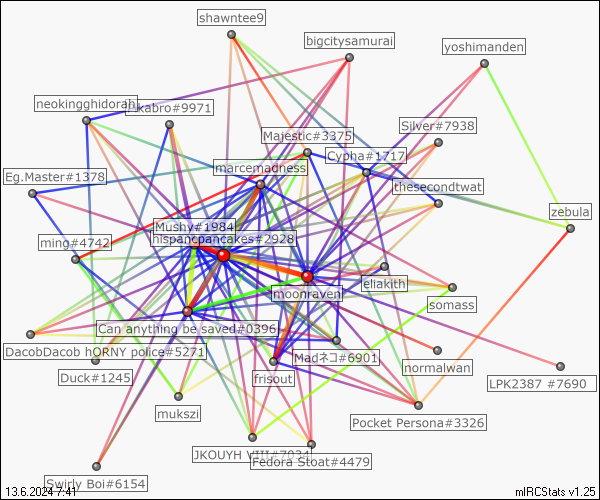 shawntee9
bigcitysamurai
yoshimanden
neokingghidorah
kabro#9971
Majestic#3375
Silver#7938
Cypha#1717
marcemadness
Eg.Master#1378
thesecondtwat
zebula
Mushy#1984
hispancpancakes#2928
ming#4742
eliakith
moonraven
somass
Can anything be saved#0396
DacobDacob hORNY police#5271
Madネコ#6901
normalwan
Duck#1245
frisout
LPK2387 #7690
mukszi
Pocket Persona#3326
JKOUYH VIII#7034
Fedora Stoat#4479
Swirly Boi#6154
13.6.2024 7:41
mIRCStats v1.25